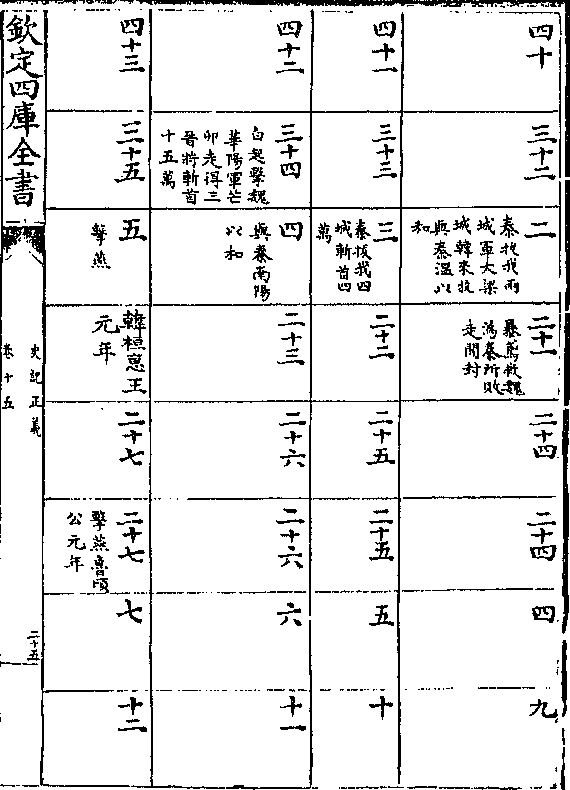 四十
三十二
二
秦拔我兩
城軍大梁
城韓來救
與秦溫以
和
二十一
暴鳶救魏
為秦所敗
走開封
二十四
二十四
四
九
四十一
三十三
三
秦拔我四
城斬首四
萬
二十二
二十五
二十五
五
十
四十二
三十四
白起擊魏
華陽軍芒
卯走得三
晉將斬首
十五萬
四
與秦南陽
以和
二十三
二十六
二十六
六
十一
四十三
三十五
五
擊燕
韓桓惠王
元年
二十七
二十七
擊燕魯頃
公元年
七
十二
欽定四庫全書
史記正義
卷十五
二十五